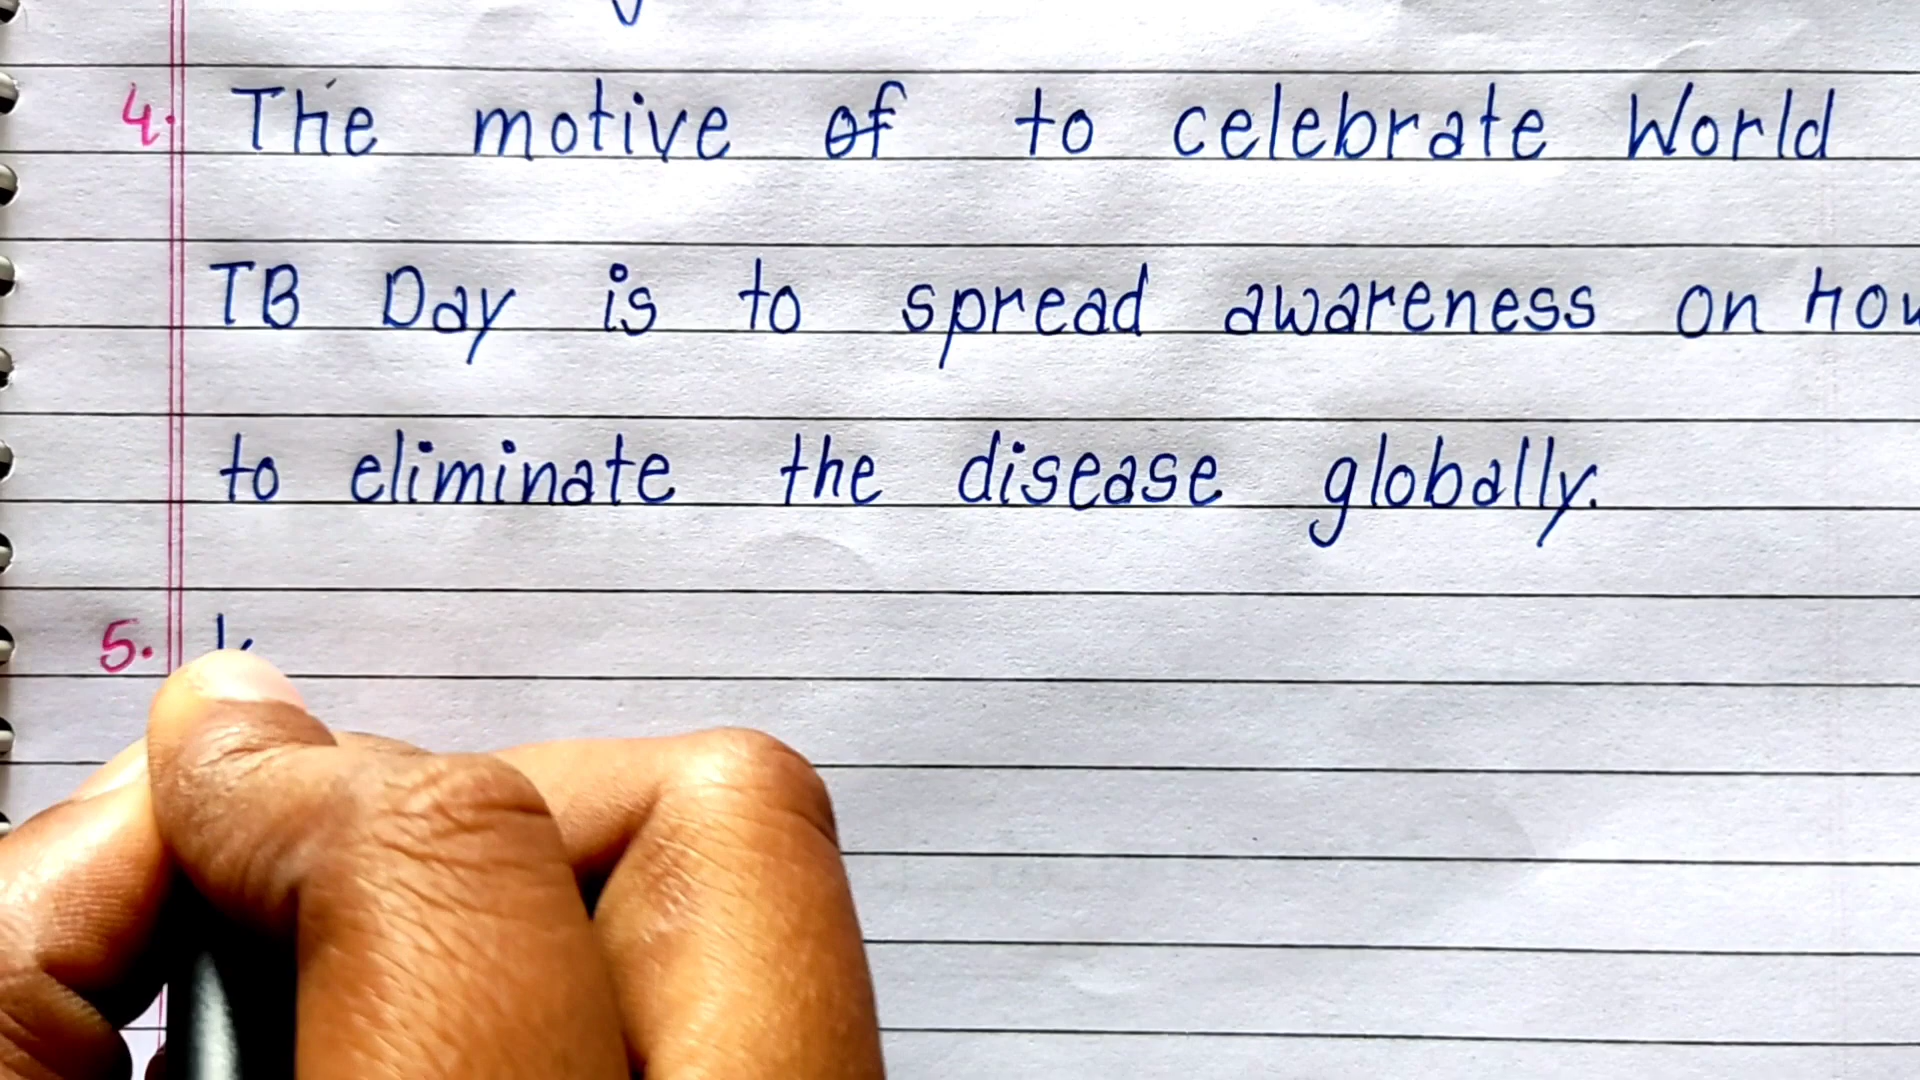 4. The motive of to celebrate World
TB Day is to spread awareness on how
to eliminate the disease globally.
5.